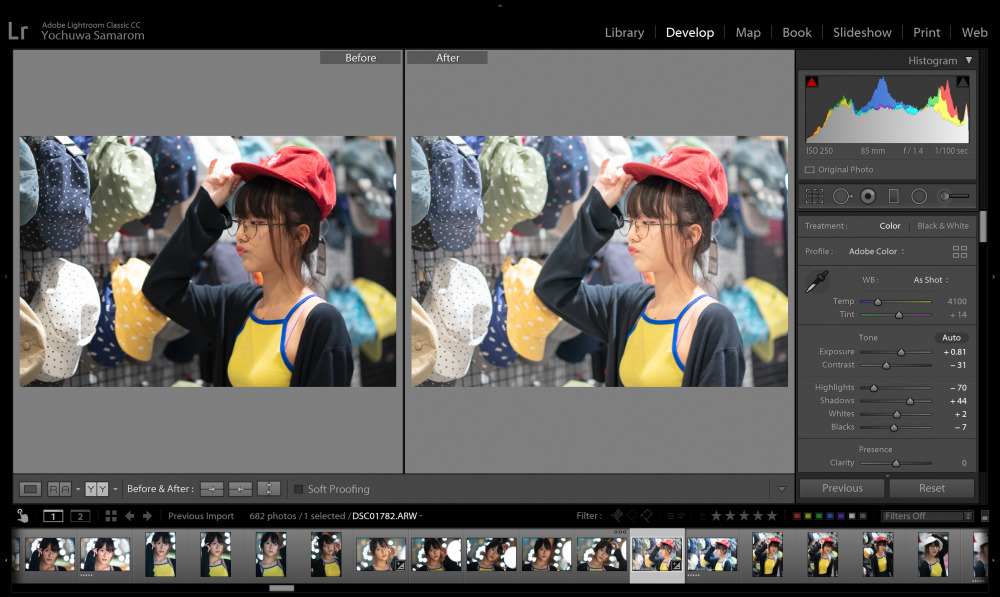 Lr
Adobe Lightroom Classic CC
Yochuwa Samarom
Library Develop Map Book Slideshow Print Web
Before
After
Histogram
ISO 250 85 mm f / 1.4 1/100 sec
Original Photo
Treatment : Color Black & White
Profile : Adobe Color
WB : As Shot
Temp 4100
Tint + 14
Tone Auto
Exposure + 0.81
Contrast − 31
Highlights − 70
Shadows + 44
Whites + 2
Blacks − 7
Presence
Clarity 0
R A Y Y Before & After : Soft Proofing
Previous Reset
1 2 Previous Import 682 photos / 1 selected / DSC01782.ARW Filter : Filters Off